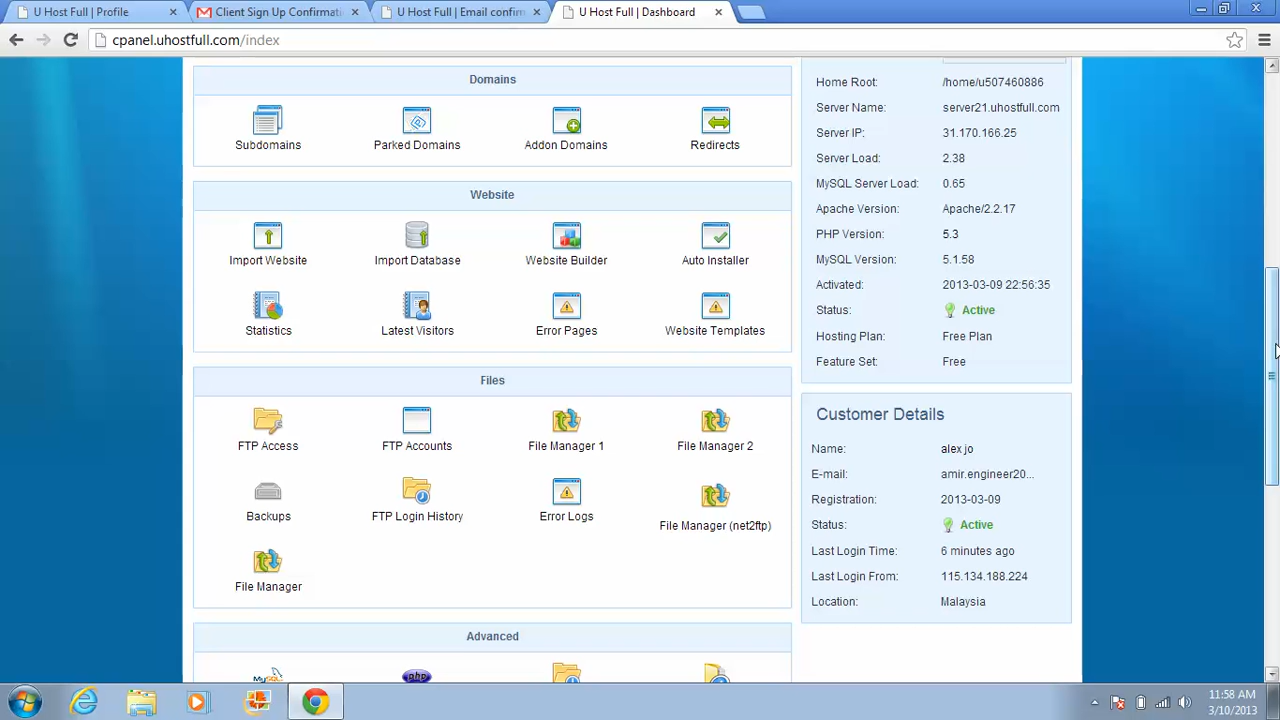 U Host Full | Profile
Client Sign Up Confirmat
U Host Full | Email confirm
U Host Full | Dashboard
cpanel.uhostfull.com/index
Domains
Subdomains
Parked Domains
Addon Domains
Redirects
Website
Import Website
Import Database
Website Builder
Auto Installer
Statistics
Latest Visitors
Error Pages
Website Templates
Files
FTP Access
FTP Accounts
File Manager 1
File Manager 2
Backups
FTP Login History
Error Logs
File Manager (net2ftp)
File Manager
Advanced
MySQL
php
Home Root: /home/u507460886
Server Name: server21.uhostfull.com
Server IP: 31.170.166.25
Server Load: 2.38
MySQL Server Load: 0.65
Apache Version: Apache/2.2.17
PHP Version: 5.3
MySQL Version: 5.1.58
Activated: 2013-03-09 22:56:35
Status: Active
Hosting Plan: Free Plan
Feature Set: Free
Customer Details
Name: alex jo
E-mail: amir.engineer20...
Registration: 2013-03-09
Status: Active
Last Login Time: 6 minutes ago
Last Login From: 115.134.188.224
Location: Malaysia
11:58 AM
3/10/2013